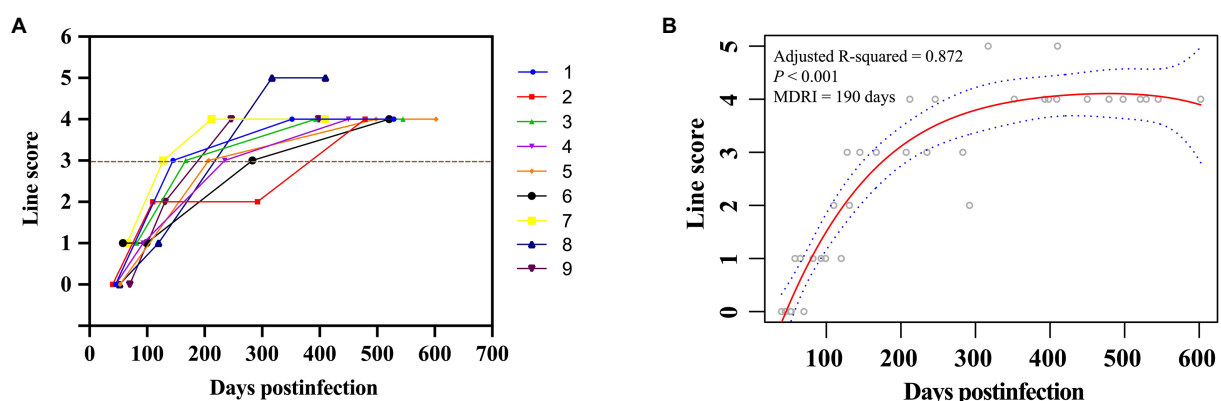 A
Line score
6
5
4
3
2
1
0
0 100 200 300 400 500 600 700
Days postinfection
1
2
3
4
5
6
7
8
9
B
Adjusted R-squared = 0.872
P < 0.001
MDRI = 190 days
Line score
5
4
3
2
1
0
100 200 300 400 500 600
Days postinfection